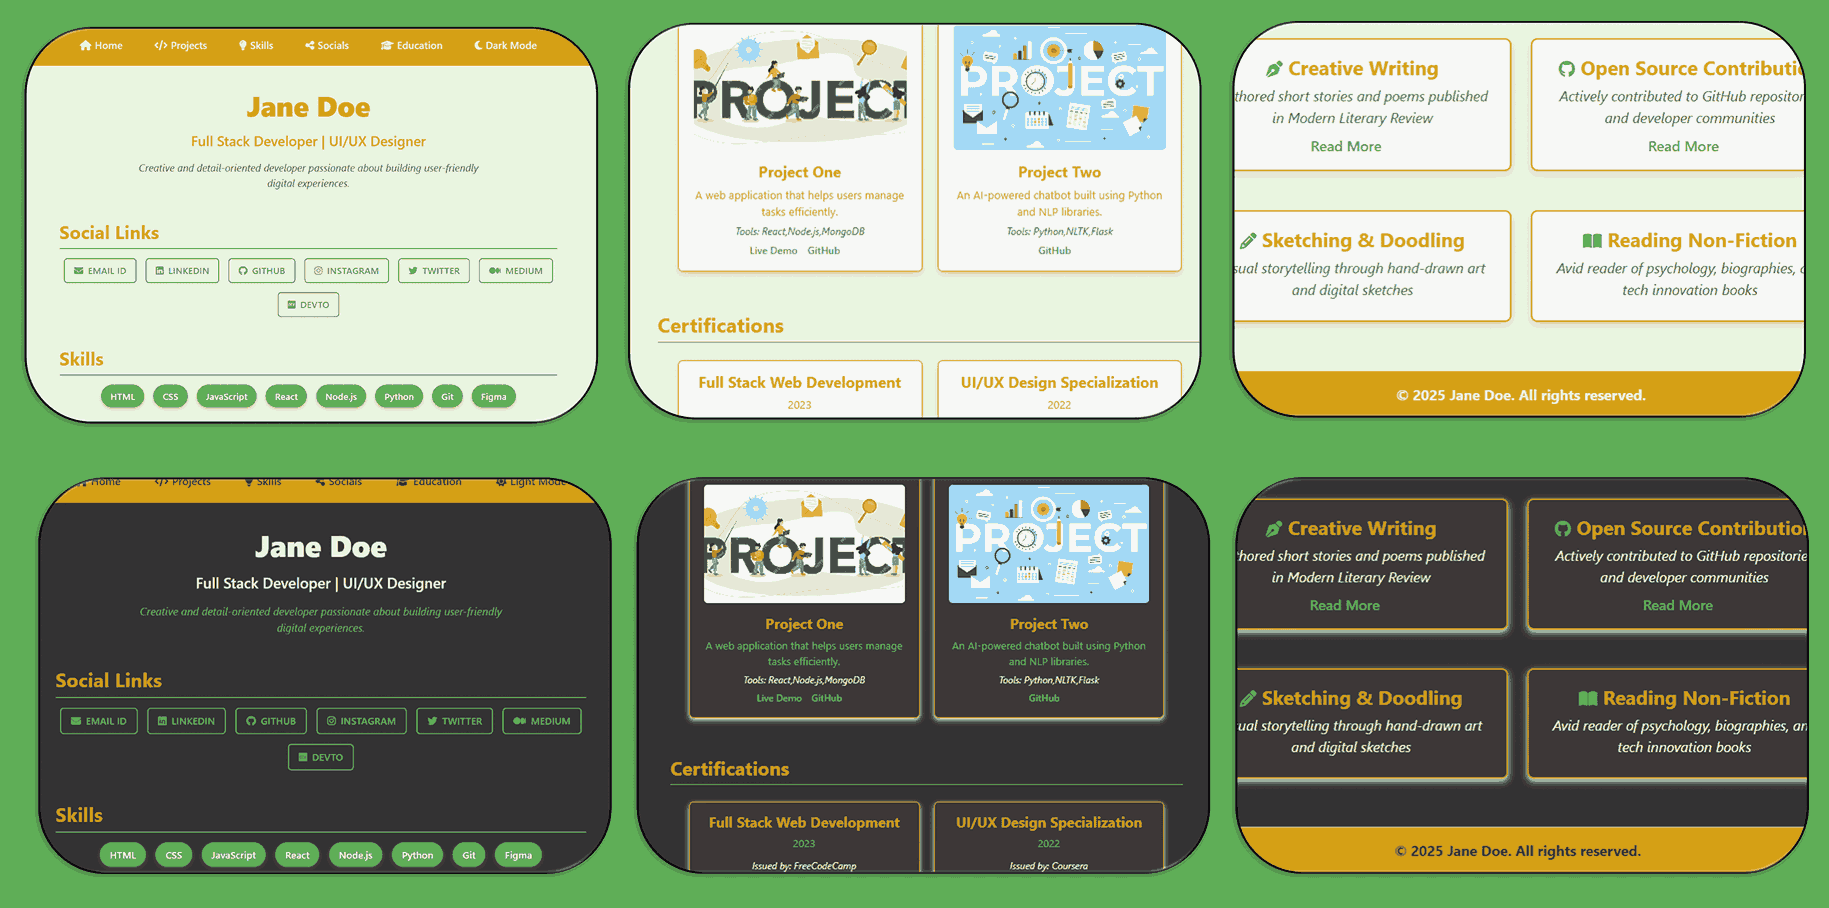 Home Projects Skills Socials Education Dark Mode
Jane Doe
Full Stack Developer | UI/UX Designer
Creative and detail-oriented developer passionate about building user-friendly
digital experiences.
Social Links
EMAIL ID LINKEDIN GITHUB INSTAGRAM TWITTER MEDIUM
DEVTO
Skills
HTML CSS JavaScript React Node.js Python Git Figma
PROJECT
PROJECT
Project One
A web application that helps users manage
tasks efficiently.
Tools: React,Node.js,MongoDB
Live Demo GitHub
Project Two
An AI-powered chatbot built using Python
and NLP libraries.
Tools: Python,NLTK,Flask
GitHub
Certifications
Full Stack Web Development
2023
UI/UX Design Specialization
2022
Creative Writing
thored short stories and poems published
in Modern Literary Review
Read More
Open Source Contributi
Actively contributed to GitHub repositor
and developer communities
Read More
Sketching & Doodling
sual storytelling through hand-drawn art
and digital sketches
Reading Non-Fiction
Avid reader of psychology, biographies,
tech innovation books
© 2025 Jane Doe. All rights reserved.
Home Projects Skills Socials Education Light Mode
Jane Doe
Full Stack Developer | UI/UX Designer
Creative and detail-oriented developer passionate about building user-friendly
digital experiences.
Social Links
EMAIL ID LINKEDIN GITHUB INSTAGRAM TWITTER MEDIUM
DEVTO
Skills
HTML CSS JavaScript React Node.js Python Git Figma
PROJECT
PROJECT
Project One
A web application that helps users manage
tasks efficiently.
Tools: React,Node.js,MongoDB
Live Demo GitHub
Project Two
An AI-powered chatbot built using Python
and NLP libraries.
Tools: Python,NLTK,Flask
GitHub
Certifications
Full Stack Web Development
2023
Issued by: FreeCodeCamp
UI/UX Design Specialization
2022
Issued by: Coursera
Creative Writing
hored short stories and poems published
in Modern Literary Review
Read More
Open Source Contributio
Actively contributed to GitHub repositorie
and developer communities
Read More
Sketching & Doodling
ual storytelling through hand-drawn art
and digital sketches
Reading Non-Fiction
Avid reader of psychology, biographies, an
tech innovation books
© 2025 Jane Doe. All rights reserved.